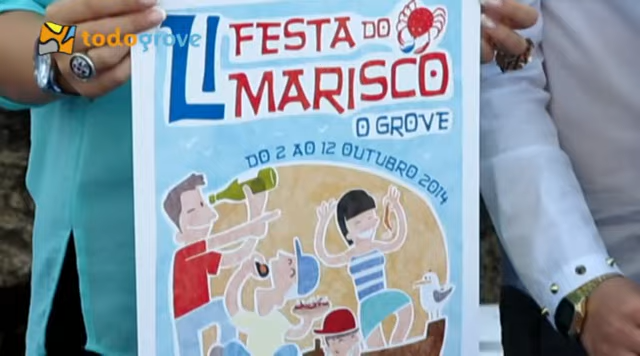 todogrove
LI FESTA DO
MARISCO
O GROVE
DO 2 AO 12 OUTUBRO 2014